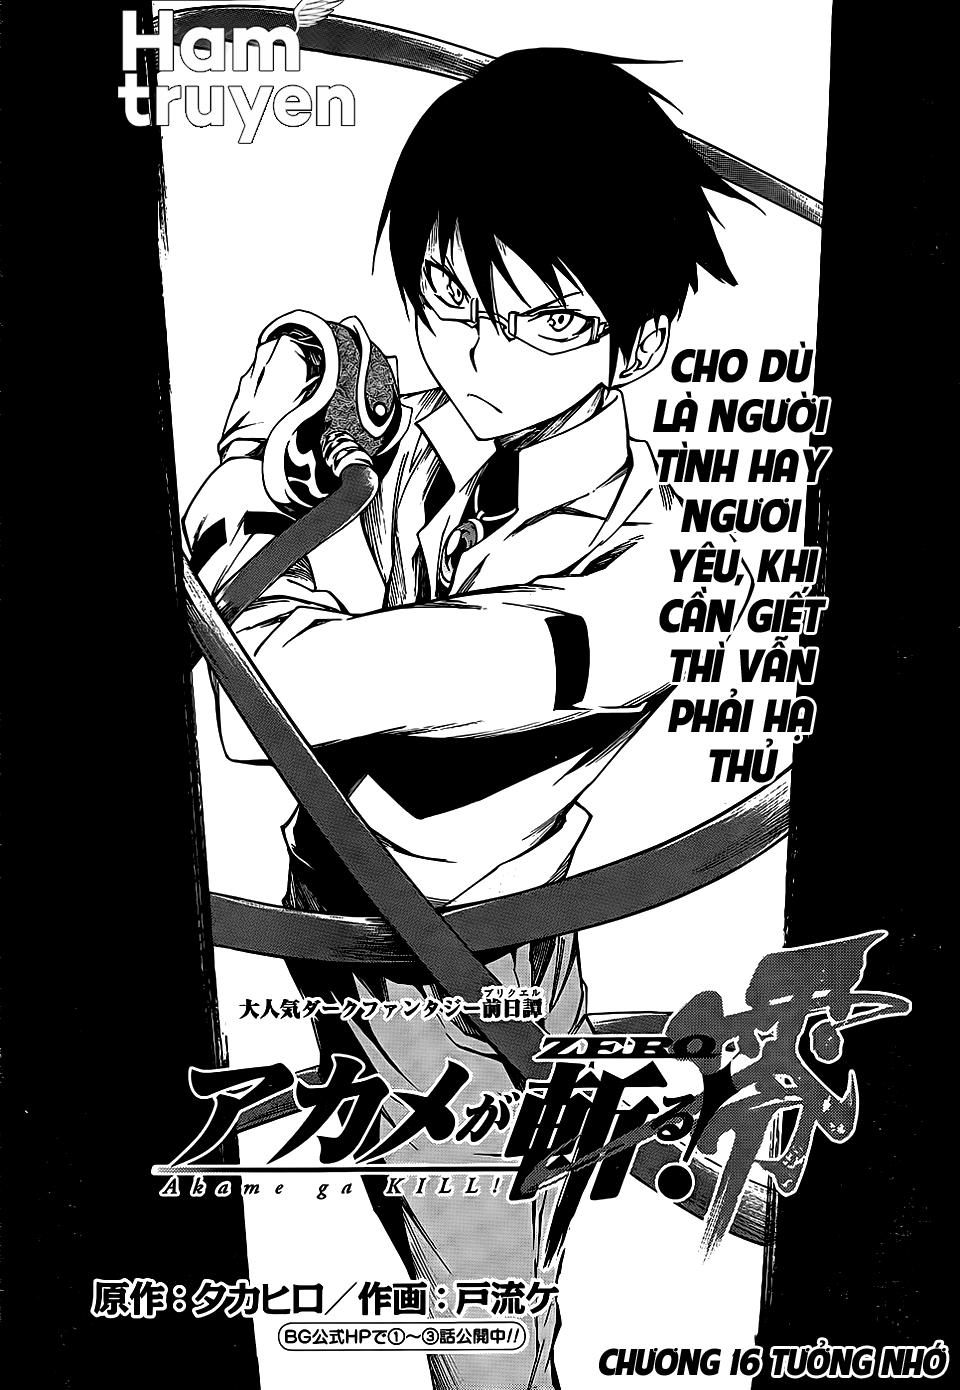 Ham
truyen
CHO DÙ
LÀ NGƯỜI
TÌNH HAY
NGƯƠI
YÊU, KHI
CẦN GIẾT
THÌ VẪN
PHẢI HẠ
THỦ
プリクエル
大人気ダークファンタジー前日譚
ZERO
アカメが斬る!零
Akame ga KILL!
原作:タカヒロ/作画:戸流ケ
BG公式HPで①~③話公開中!!
CHƯƠNG 16 TƯỞNG NHỚ